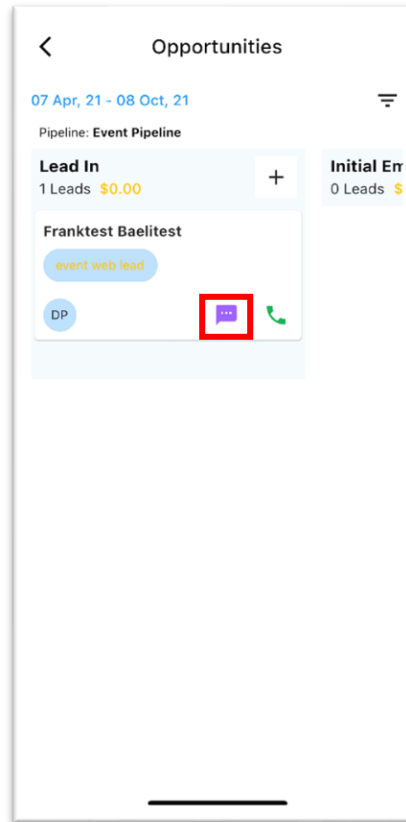 Opportunities
07 Apr, 21 - 08 Oct, 21
Pipeline: Event Pipeline
Lead In
1 Leads $0.00
Initial Em
0 Leads $
Franktest Baelitest
event web lead
DP